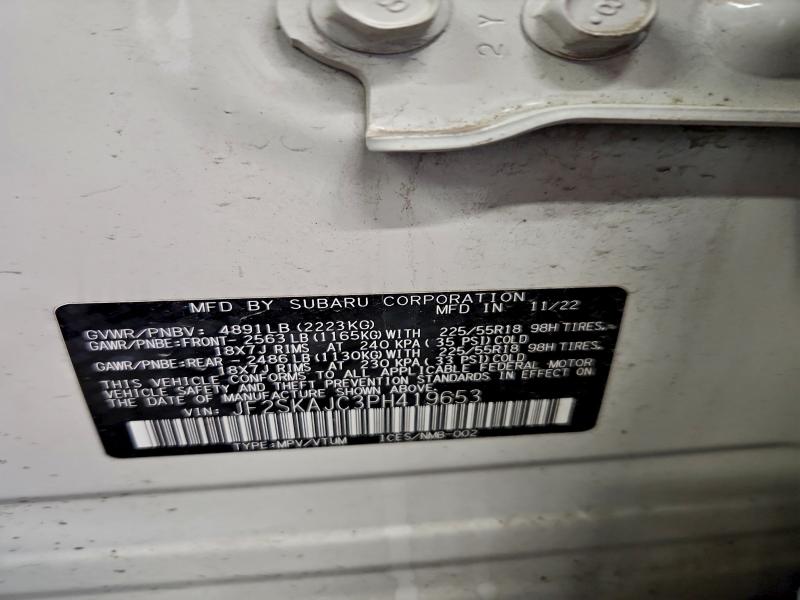 2 Y
MFD BY SUBARU CORPORATION
MFD IN 11/22
GVWR/PNBV: 4891LB (2223KG)
GAWR/PNBE:FRONT- 2563LB (1165KG)WITH 225/55R18 98H TIRES,
18X7J RIMS AT 240 KPA(35 PSI)COLD
GAWR/PNBE:REAR - 2486LB (1130KG)WITH 225/55R18 98H TIRES,
18X7J RIMS AT 230 KPA(33 PSI)COLD
THIS VEHICLE CONFORMS TO ALL APPLICABLE FEDERAL MOTOR
VEHICLE SAFETY AND THEFT PREVENTION STANDARDS IN EFFECT ON
THE DATE OF MANUFACTURE SHOWN ABOVE.
VIN: JF2SKAJC3PH419653
TYPE:MPV/VTUM ICES/NMB-002